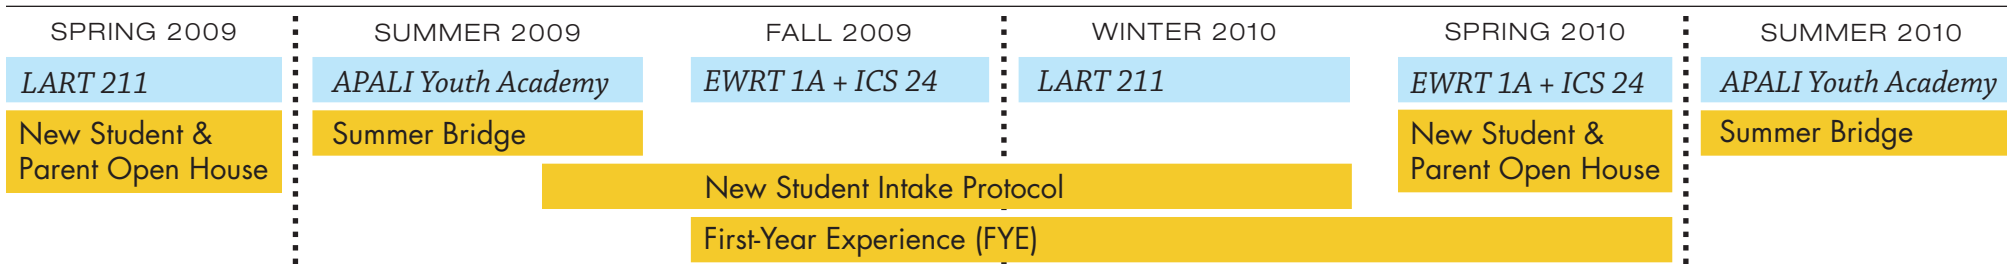 SPRING 2009
SUMMER 2009
FALL 2009
WINTER 2010
SPRING 2010
SUMMER 2010
LART 211
APALI Youth Academy
EWRT 1A + ICS 24
LART 211
EWRT 1A + ICS 24
APALI Youth Academy
New Student &
Parent Open House
Summer Bridge
New Student &
Parent Open House
Summer Bridge
New Student Intake Protocol
First-Year Experience (FYE)